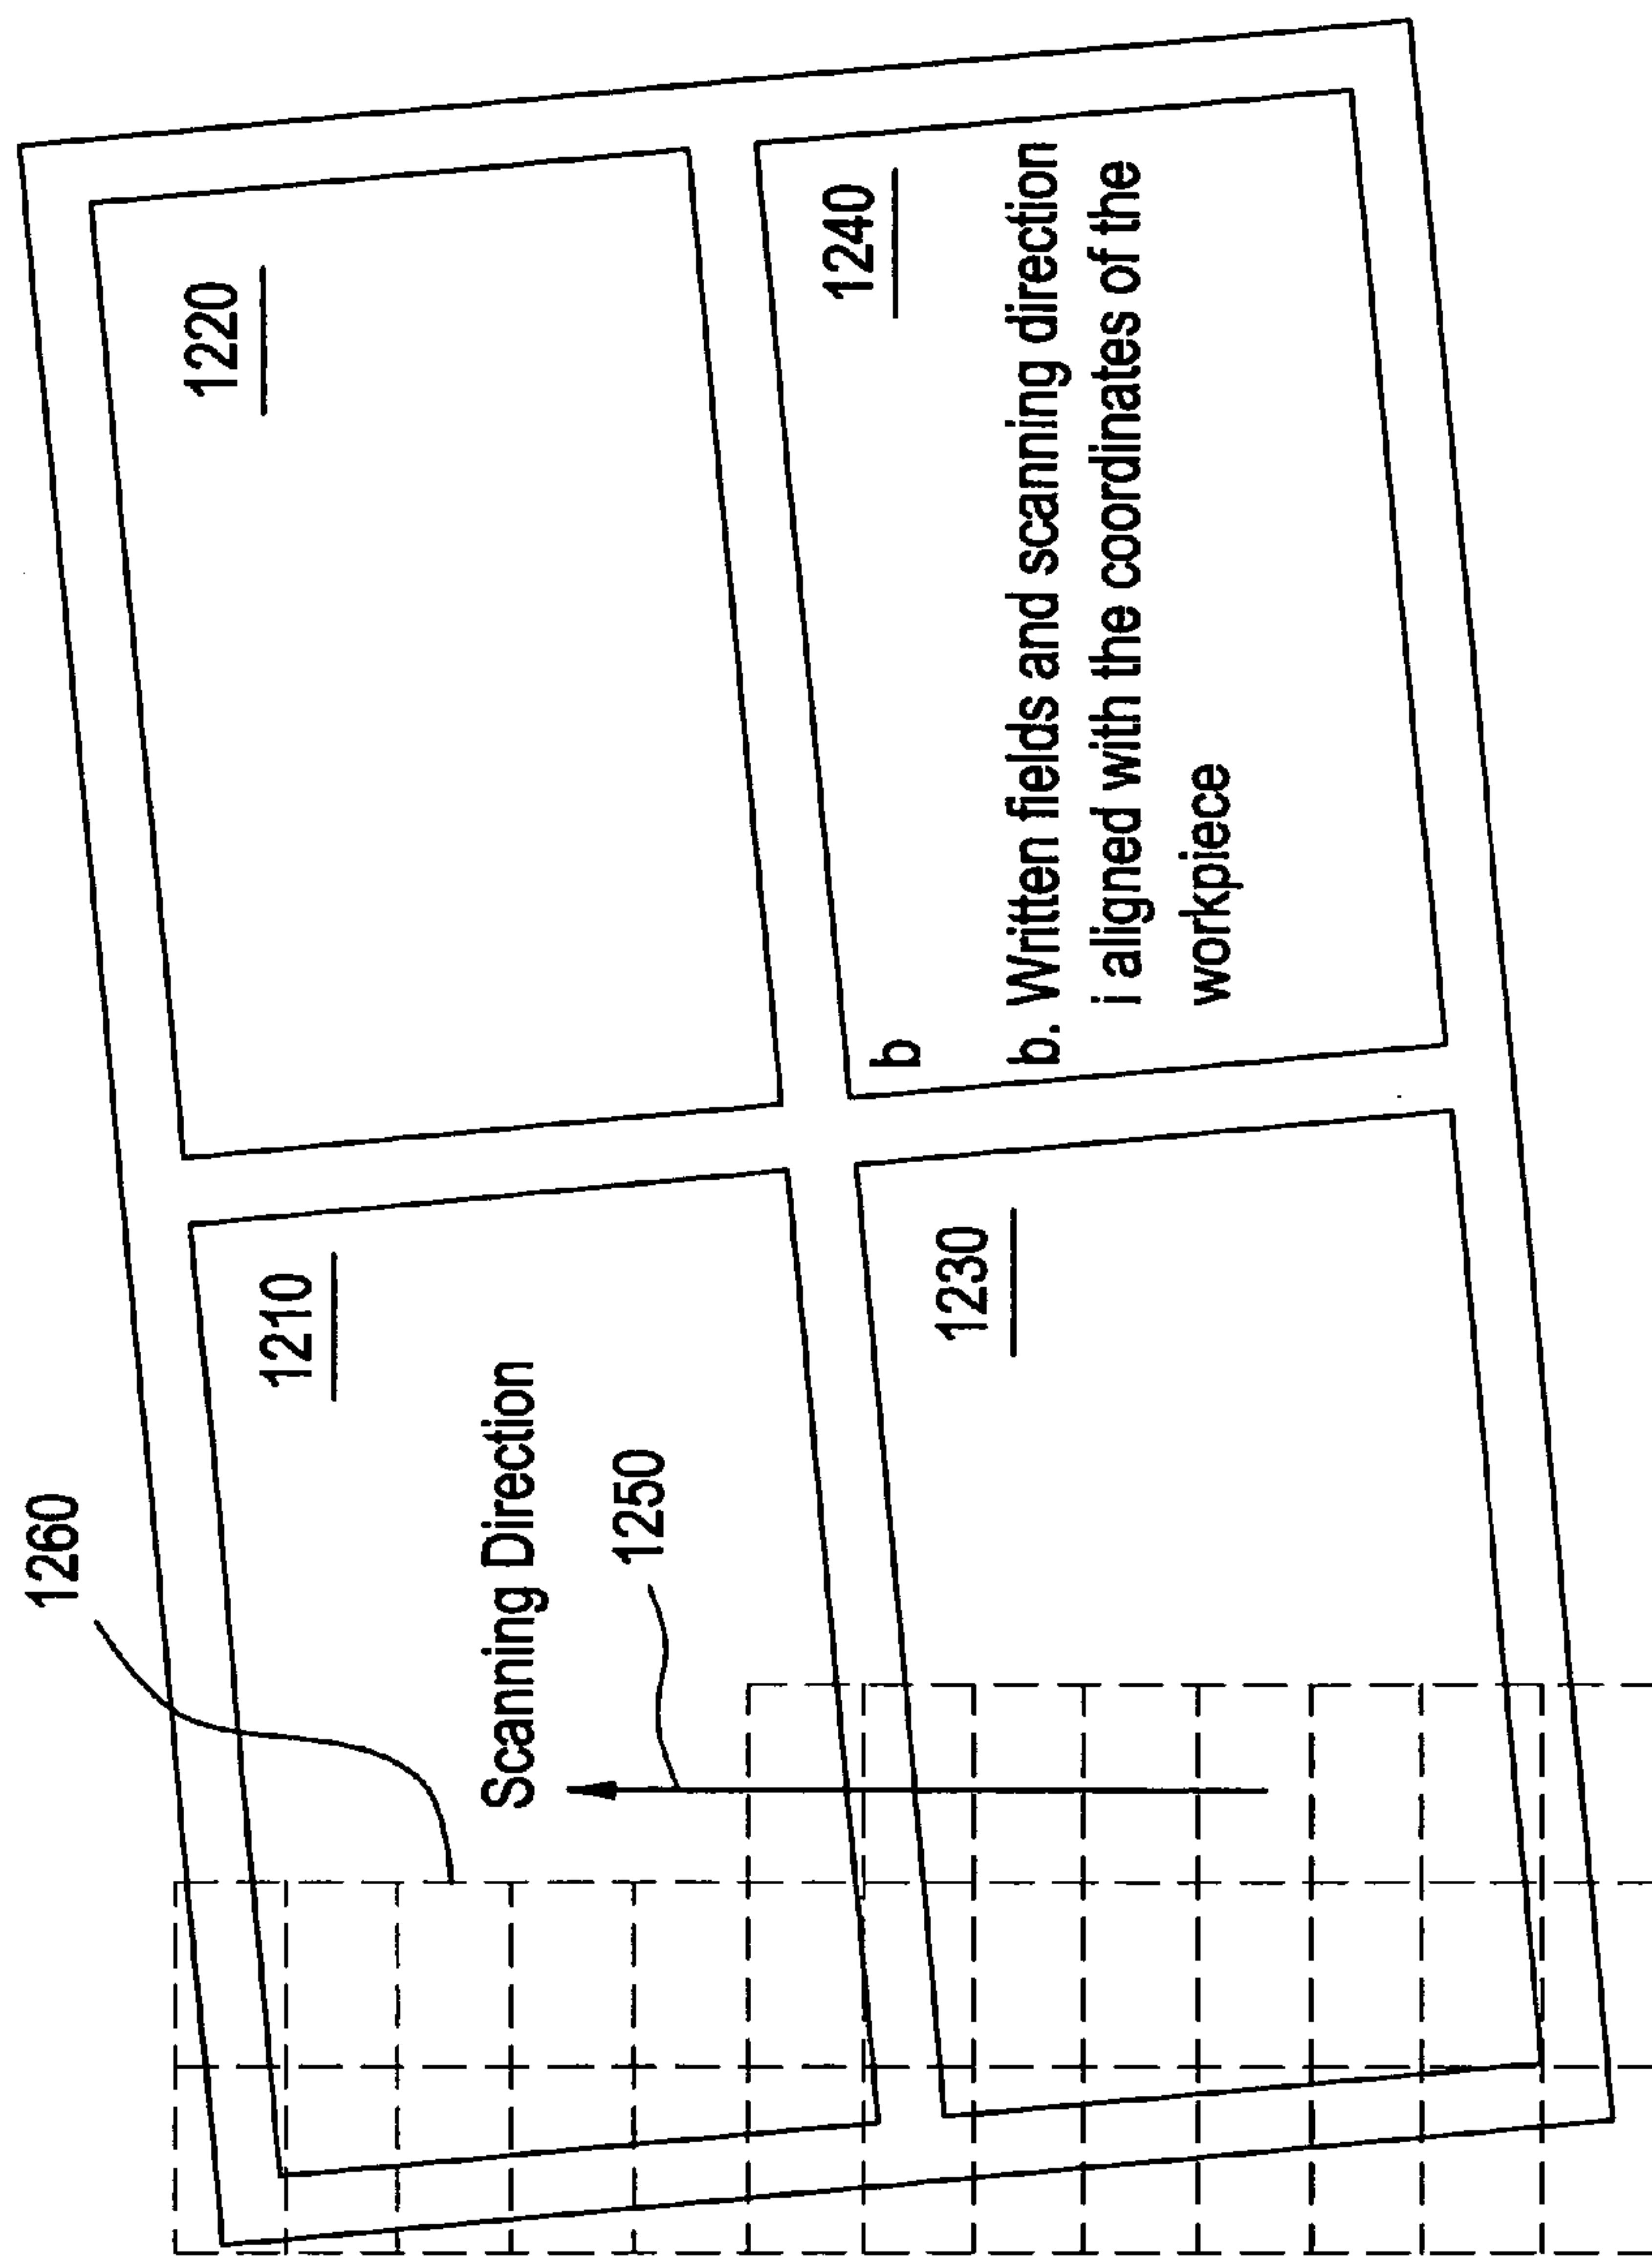 1260
1210
1220
Scanning Direction
1250
1230
1240
b
b. Written fields and scanning direction
i aligned with the coordinates of the
workpiece